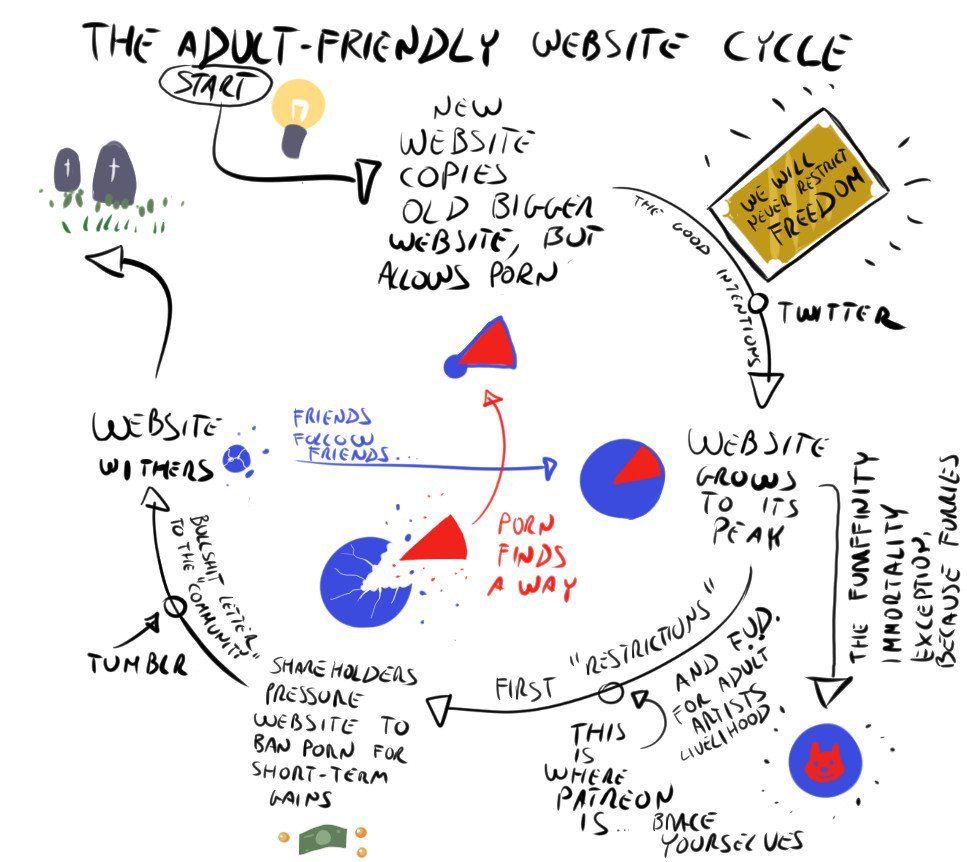 THE ADULT-FRIENDLY WEBSITE CYCLE
START
NEW
WEBSITE
COPIES
OLD BIGGER
WEBSITE, BUT
ALLOWS PORN
THE GOOD INTENTIONS
WE WILL
NEVER RESTRICT
FREEDOM
TWITTER
WEBSITE
GROWS
TO ITS
PEAK
THE FURAFFINITY
IMMORTALITY
EXCEPTION,
BECAUSE FURRIES
FIRST "RESTRICTIONS"
AND FUD.
FOR ADULT
ARTISTS
LIVELIHOOD.
THIS
IS
WHERE
PATREON
IS... BRACE
YOURSELVES
SHAREHOLDERS
PRESSURE
WEBSITE TO
BAN PORN FOR
SHORT-TERM
GAINS
BULLSHIT LETTER
TO THE "COMMUNITY"
TUMBLR
WEBSITE
WITHERS
FRIENDS
FOLLOW
FRIENDS...
PORN
FINDS
A WAY